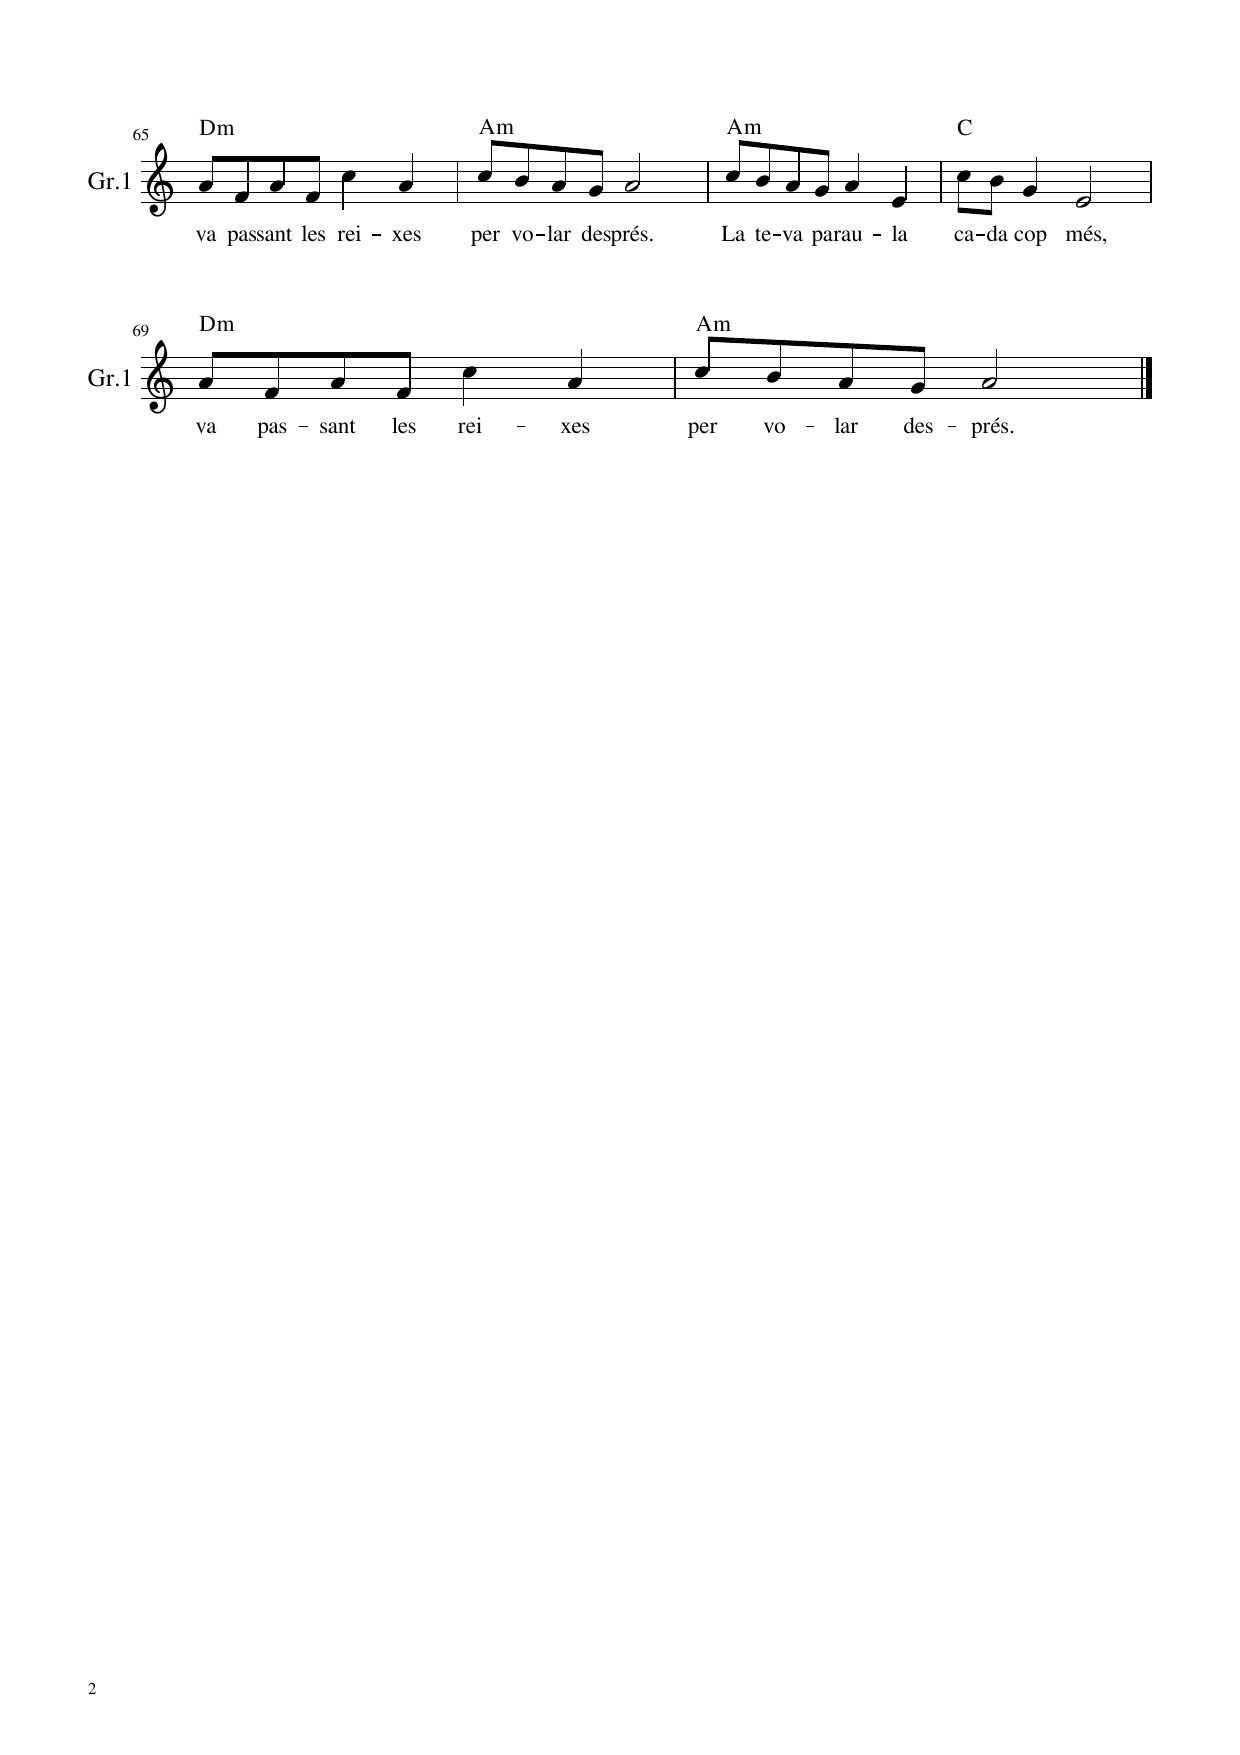 Dm Am Am C
65
Gr.1
va passant les rei – xes per vo–lar després. La te–va parau – la ca–da cop més,
Dm Am
69
Gr.1
va pas – sant les rei – xes per vo – lar des – prés.
2